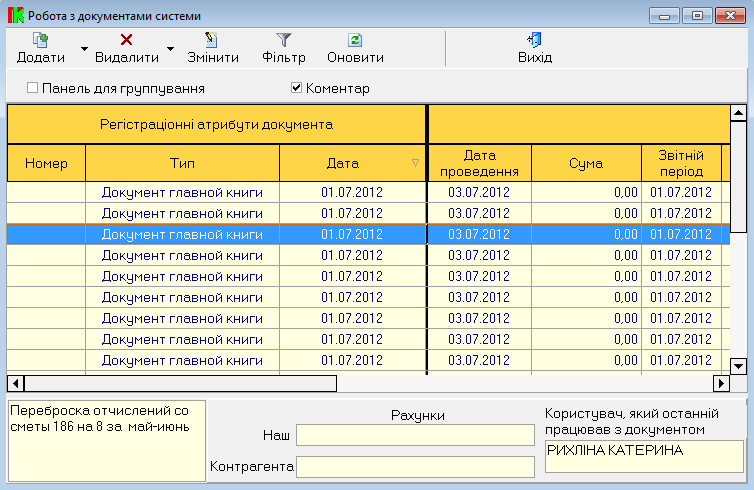 Робота з документами системи
Додати Видалити Змінити Фільтр Оновити Вихід
Панель для группування Коментар
Регістраціонні атрибути документа
Номер Тип Дата Дата проведення Сума Звітній період
Документ главной книги 01.07.2012 03.07.2012 0,00 01.07.2012
Документ главной книги 01.07.2012 03.07.2012 0,00 01.07.2012
Документ главной книги 01.07.2012 03.07.2012 0,00 01.07.2012
Документ главной книги 01.07.2012 03.07.2012 0,00 01.07.2012
Документ главной книги 01.07.2012 03.07.2012 0,00 01.07.2012
Документ главной книги 01.07.2012 03.07.2012 0,00 01.07.2012
Документ главной книги 01.07.2012 03.07.2012 0,00 01.07.2012
Документ главной книги 01.07.2012 03.07.2012 0,00 01.07.2012
Документ главной книги 01.07.2012 03.07.2012 0,00 01.07.2012
Переброска отчислений со
сметы 186 на 8 за май-июнь
Рахунки
Наш
Контрагента
Користувач, який останній
працював з документом
РИХЛІНА КАТЕРИНА